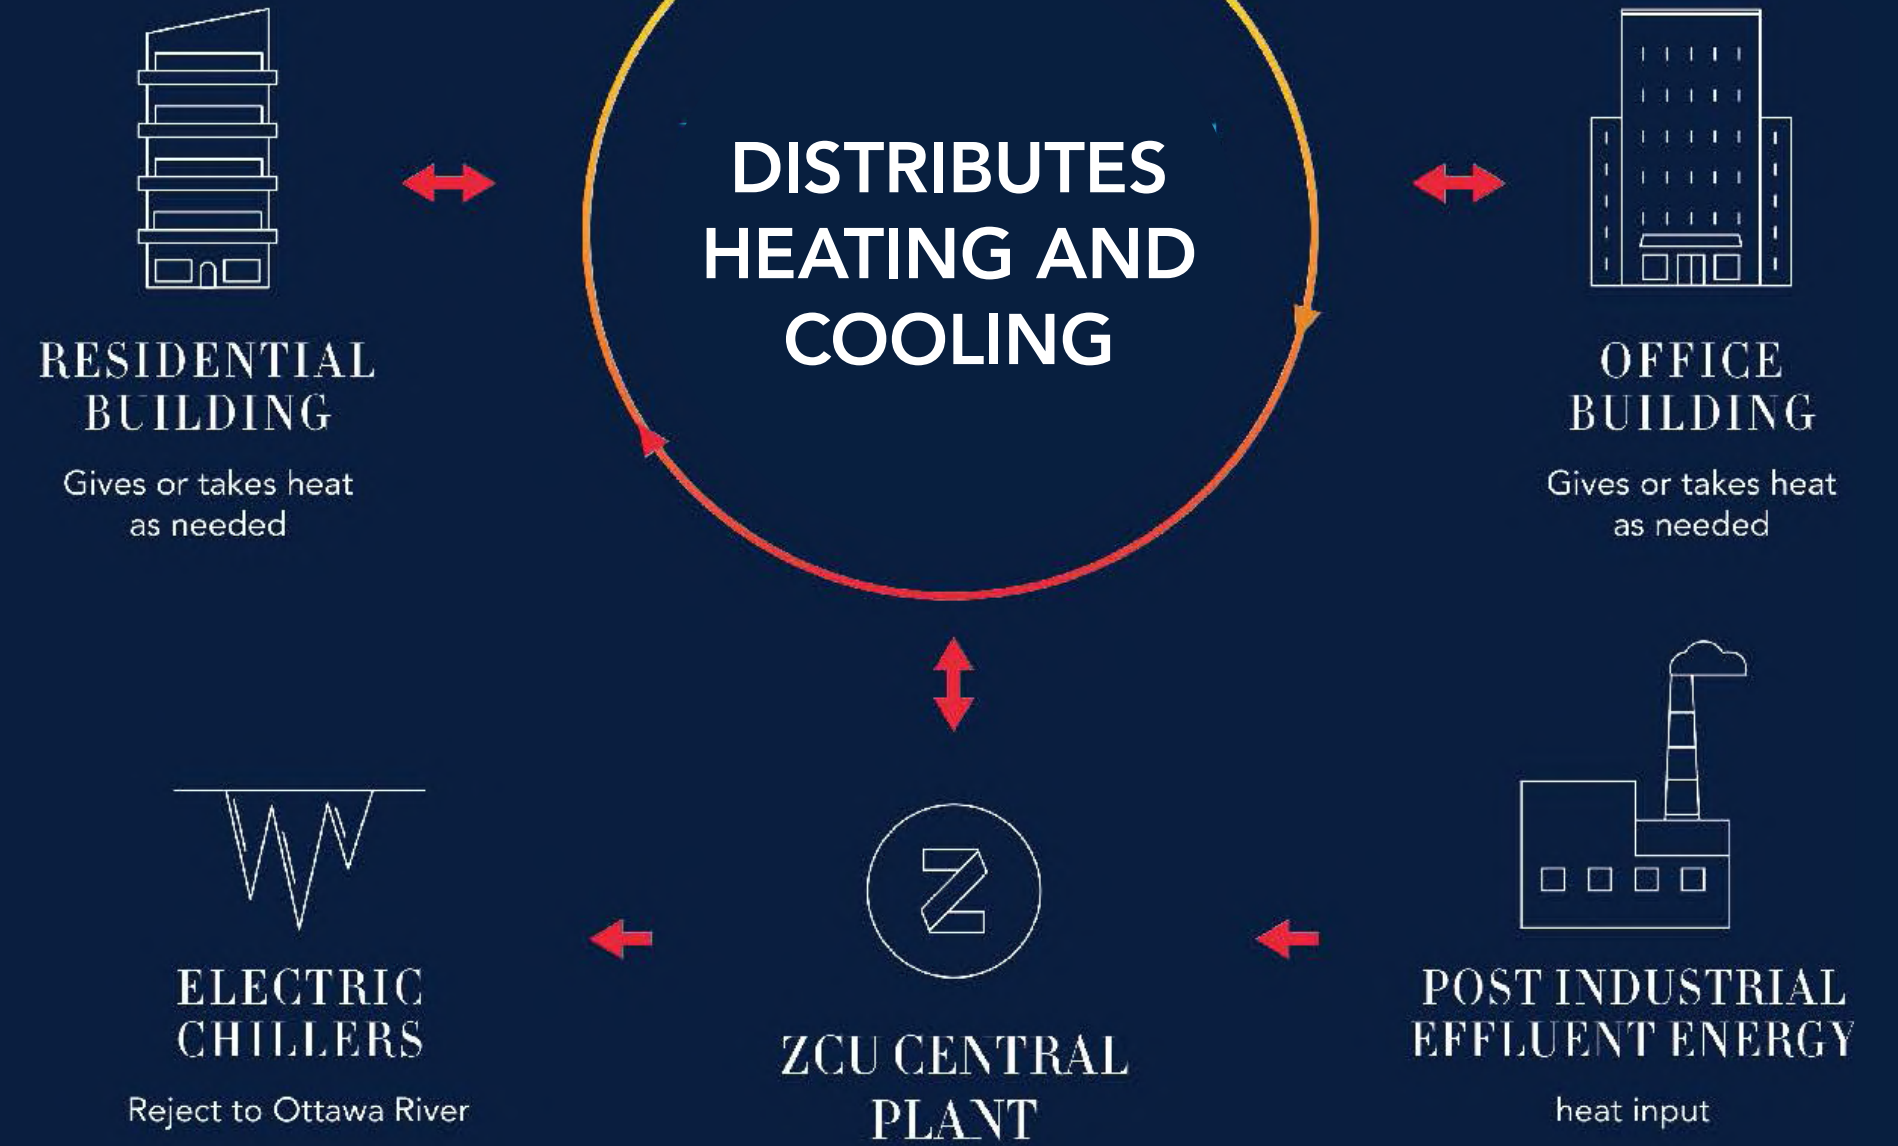 DISTRIBUTES
HEATING AND
COOLING
RESIDENTIAL
BUILDING
Gives or takes heat
as needed
OFFICE
BUILDING
Gives or takes heat
as needed
ELECTRIC
CHILLERS
Reject to Ottawa River
Z
ZCU CENTRAL
PLANT
POST INDUSTRIAL
EFFLUENT ENERGY
heat input